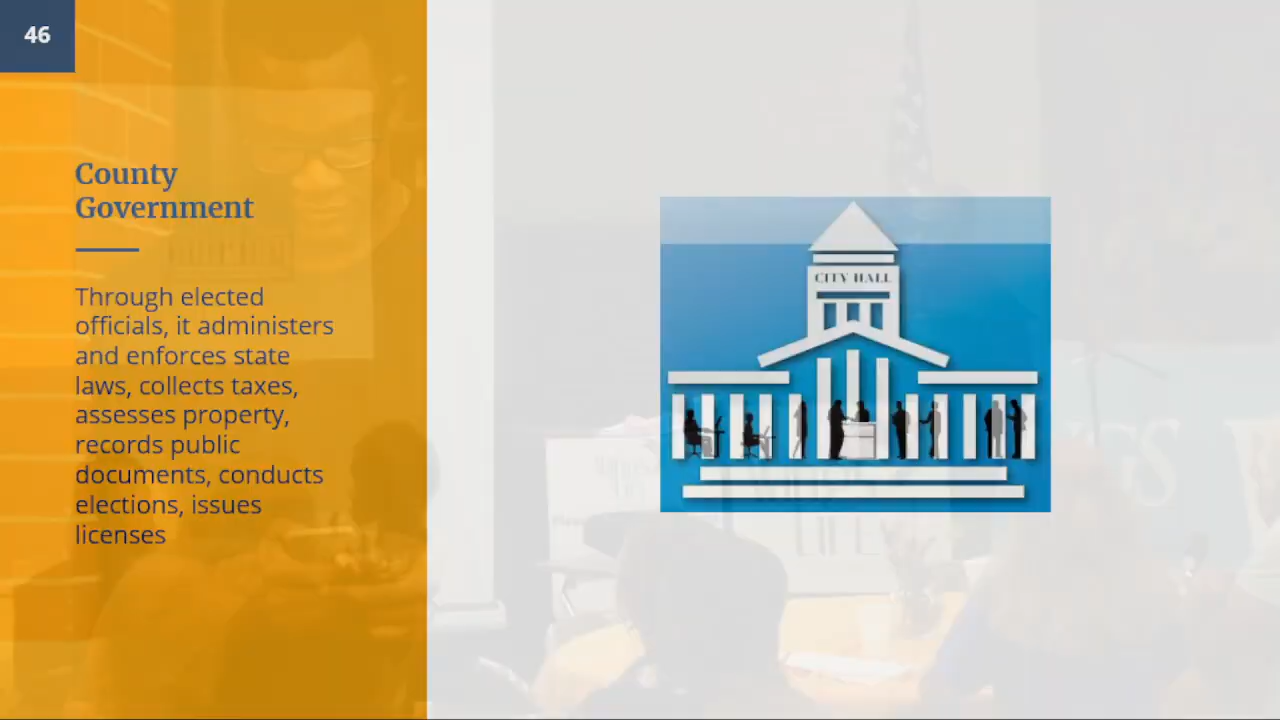 46
County
Government
Through elected
officials, it administers
and enforces state
laws, collects taxes,
assesses property,
records public
documents, conducts
elections, issues
licenses
CITY HALL
LIFE